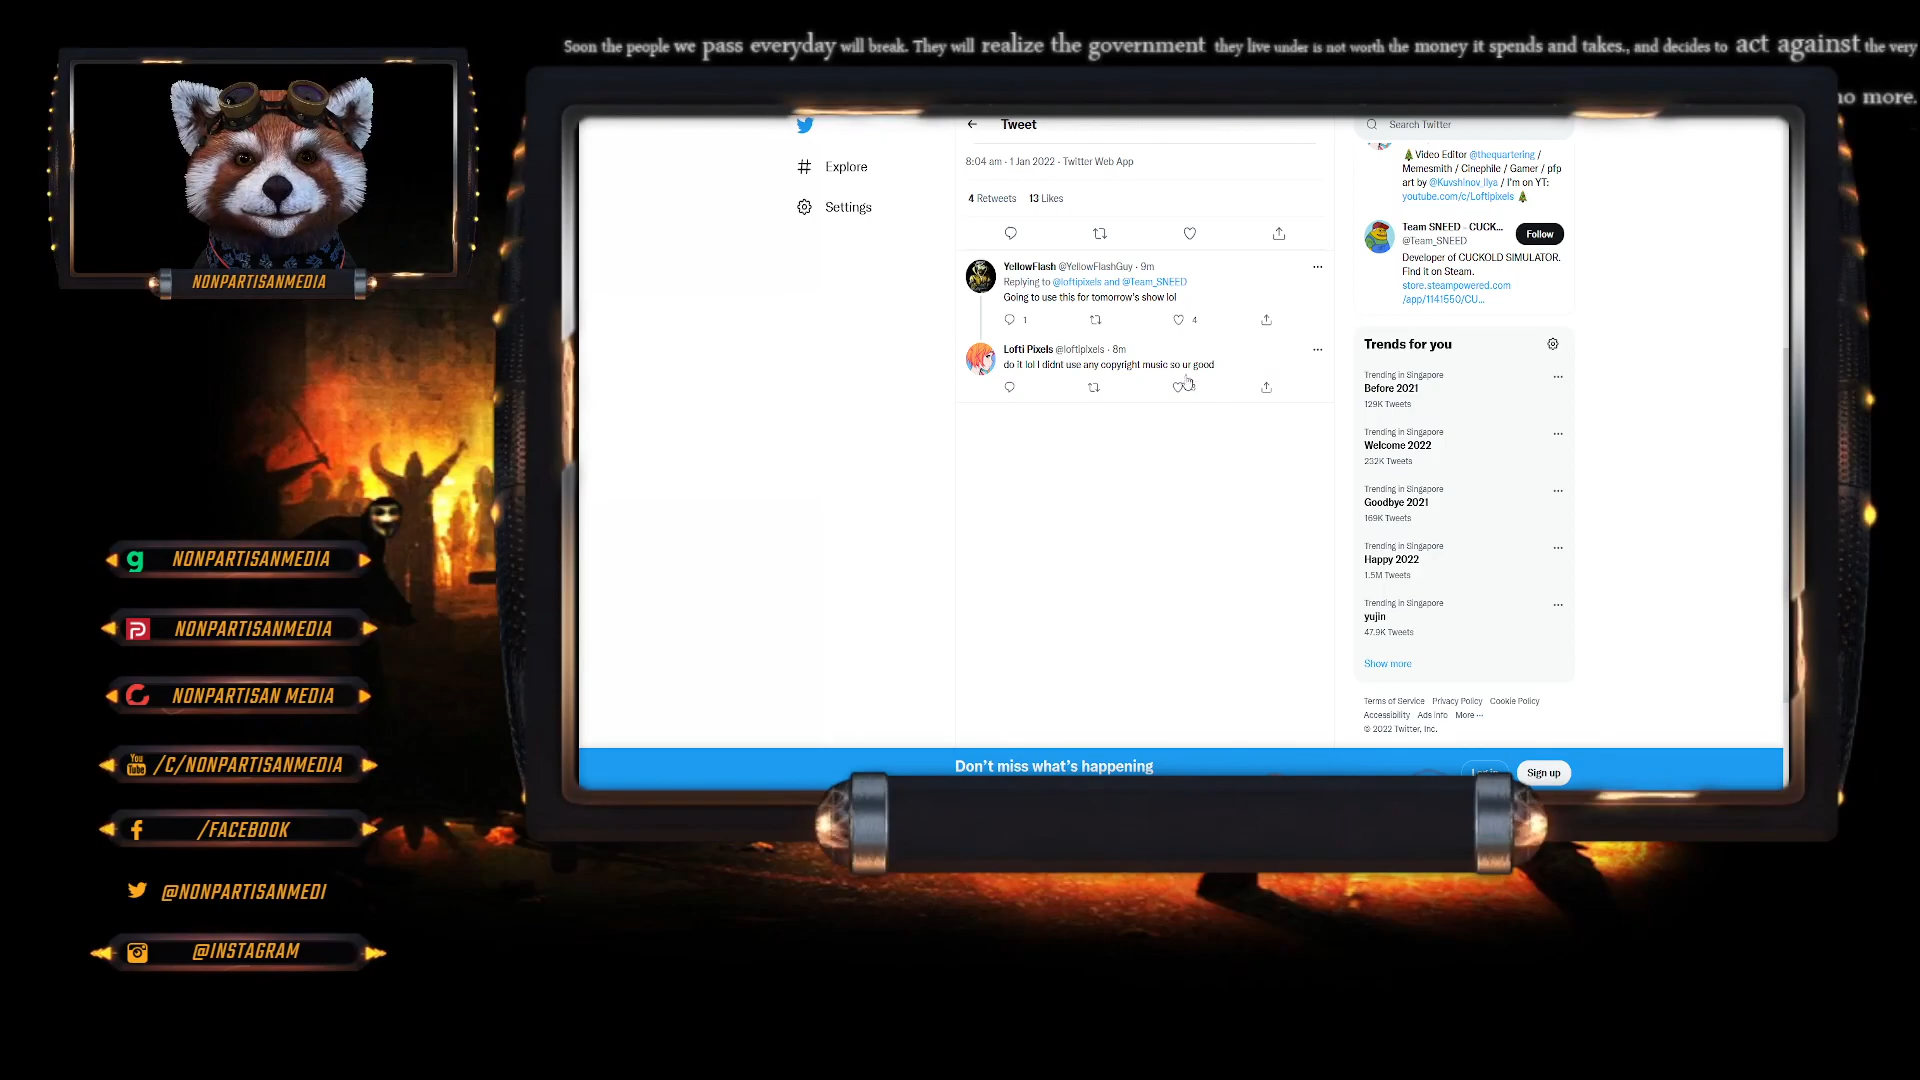 Soon the people we pass everyday will break. They will realize the government they live under is not worth the money it spends and takes., and decides to act against the very
no more.
NONPARTISANMEDIA
Tweet
Search Twitter
Explore
Settings
8:04 am · 1 Jan 2022 · Twitter Web App
4 Retweets 13 Likes
YellowFlash @YellowFlashGuy · 9m
Replying to @loftipixels and @Team_SNEED
Going to use this for tomorrow's show lol
1
4
Lofti Pixels @loftipixels · 8m
do it lol I didnt use any copyright music so ur good
Video Editor @thequartering /
Memesmith / Cinephile / Gamer / pfp
art by @Kuvshinov_Ilya / I'm on YT:
youtube.com/c/Loftipixels
Team SNEED - CUCK...
@Team_SNEED
Follow
Developer of CUCKOLD SIMULATOR.
Find it on Steam.
store.steampowered.com
/app/1141550/CU...
Trends for you
Trending in Singapore
Before 2021
129K Tweets
Trending in Singapore
Welcome 2022
232K Tweets
Trending in Singapore
Goodbye 2021
169K Tweets
Trending in Singapore
Happy 2022
1.5M Tweets
Trending in Singapore
yujin
47.9K Tweets
Show more
Terms of Service Privacy Policy Cookie Policy
Accessibility Ads info More ···
© 2022 Twitter, Inc.
Don't miss what's happening
Log in
Sign up
NONPARTISANMEDIA
NONPARTISANMEDIA
NONPARTISAN MEDIA
You Tube /C/NONPARTISANMEDIA
/FACEBOOK
@NONPARTISANMEDI
@INSTAGRAM